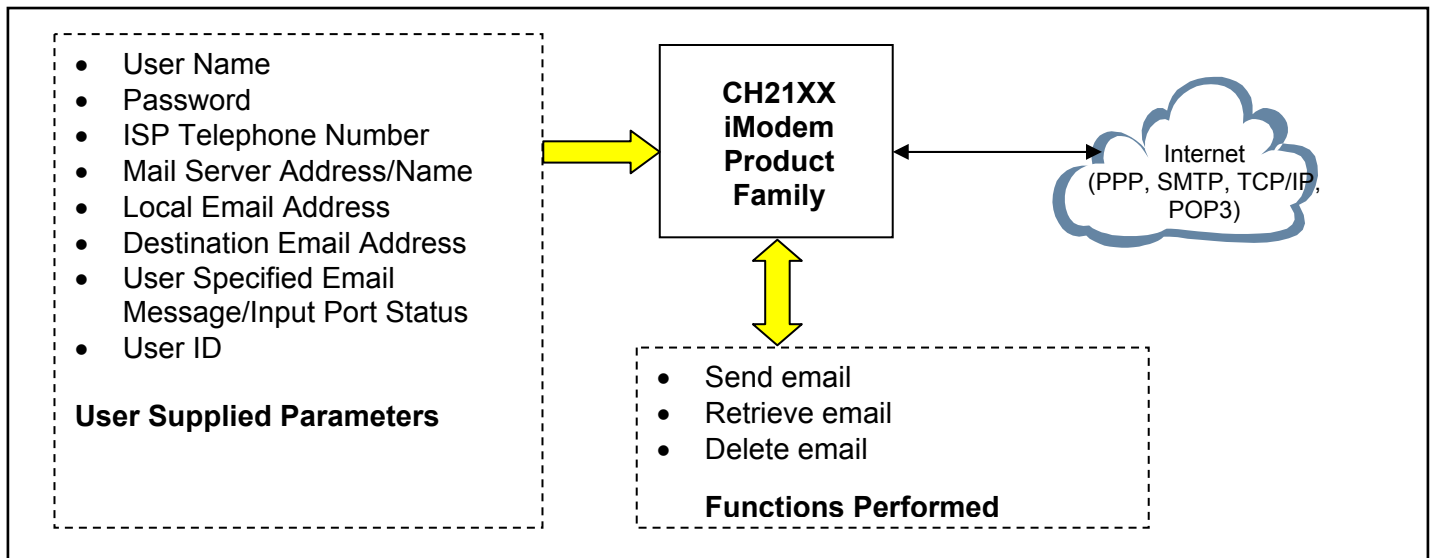 • User Name
• Password
• ISP Telephone Number
• Mail Server Address/Name
• Local Email Address
• Destination Email Address
• User Specified Email
Message/Input Port Status
• User ID
User Supplied Parameters
CH21XX
iModem
Product
Family
Internet
(PPP, SMTP, TCP/IP,
POP3)
• Send email
• Retrieve email
• Delete email
Functions Performed